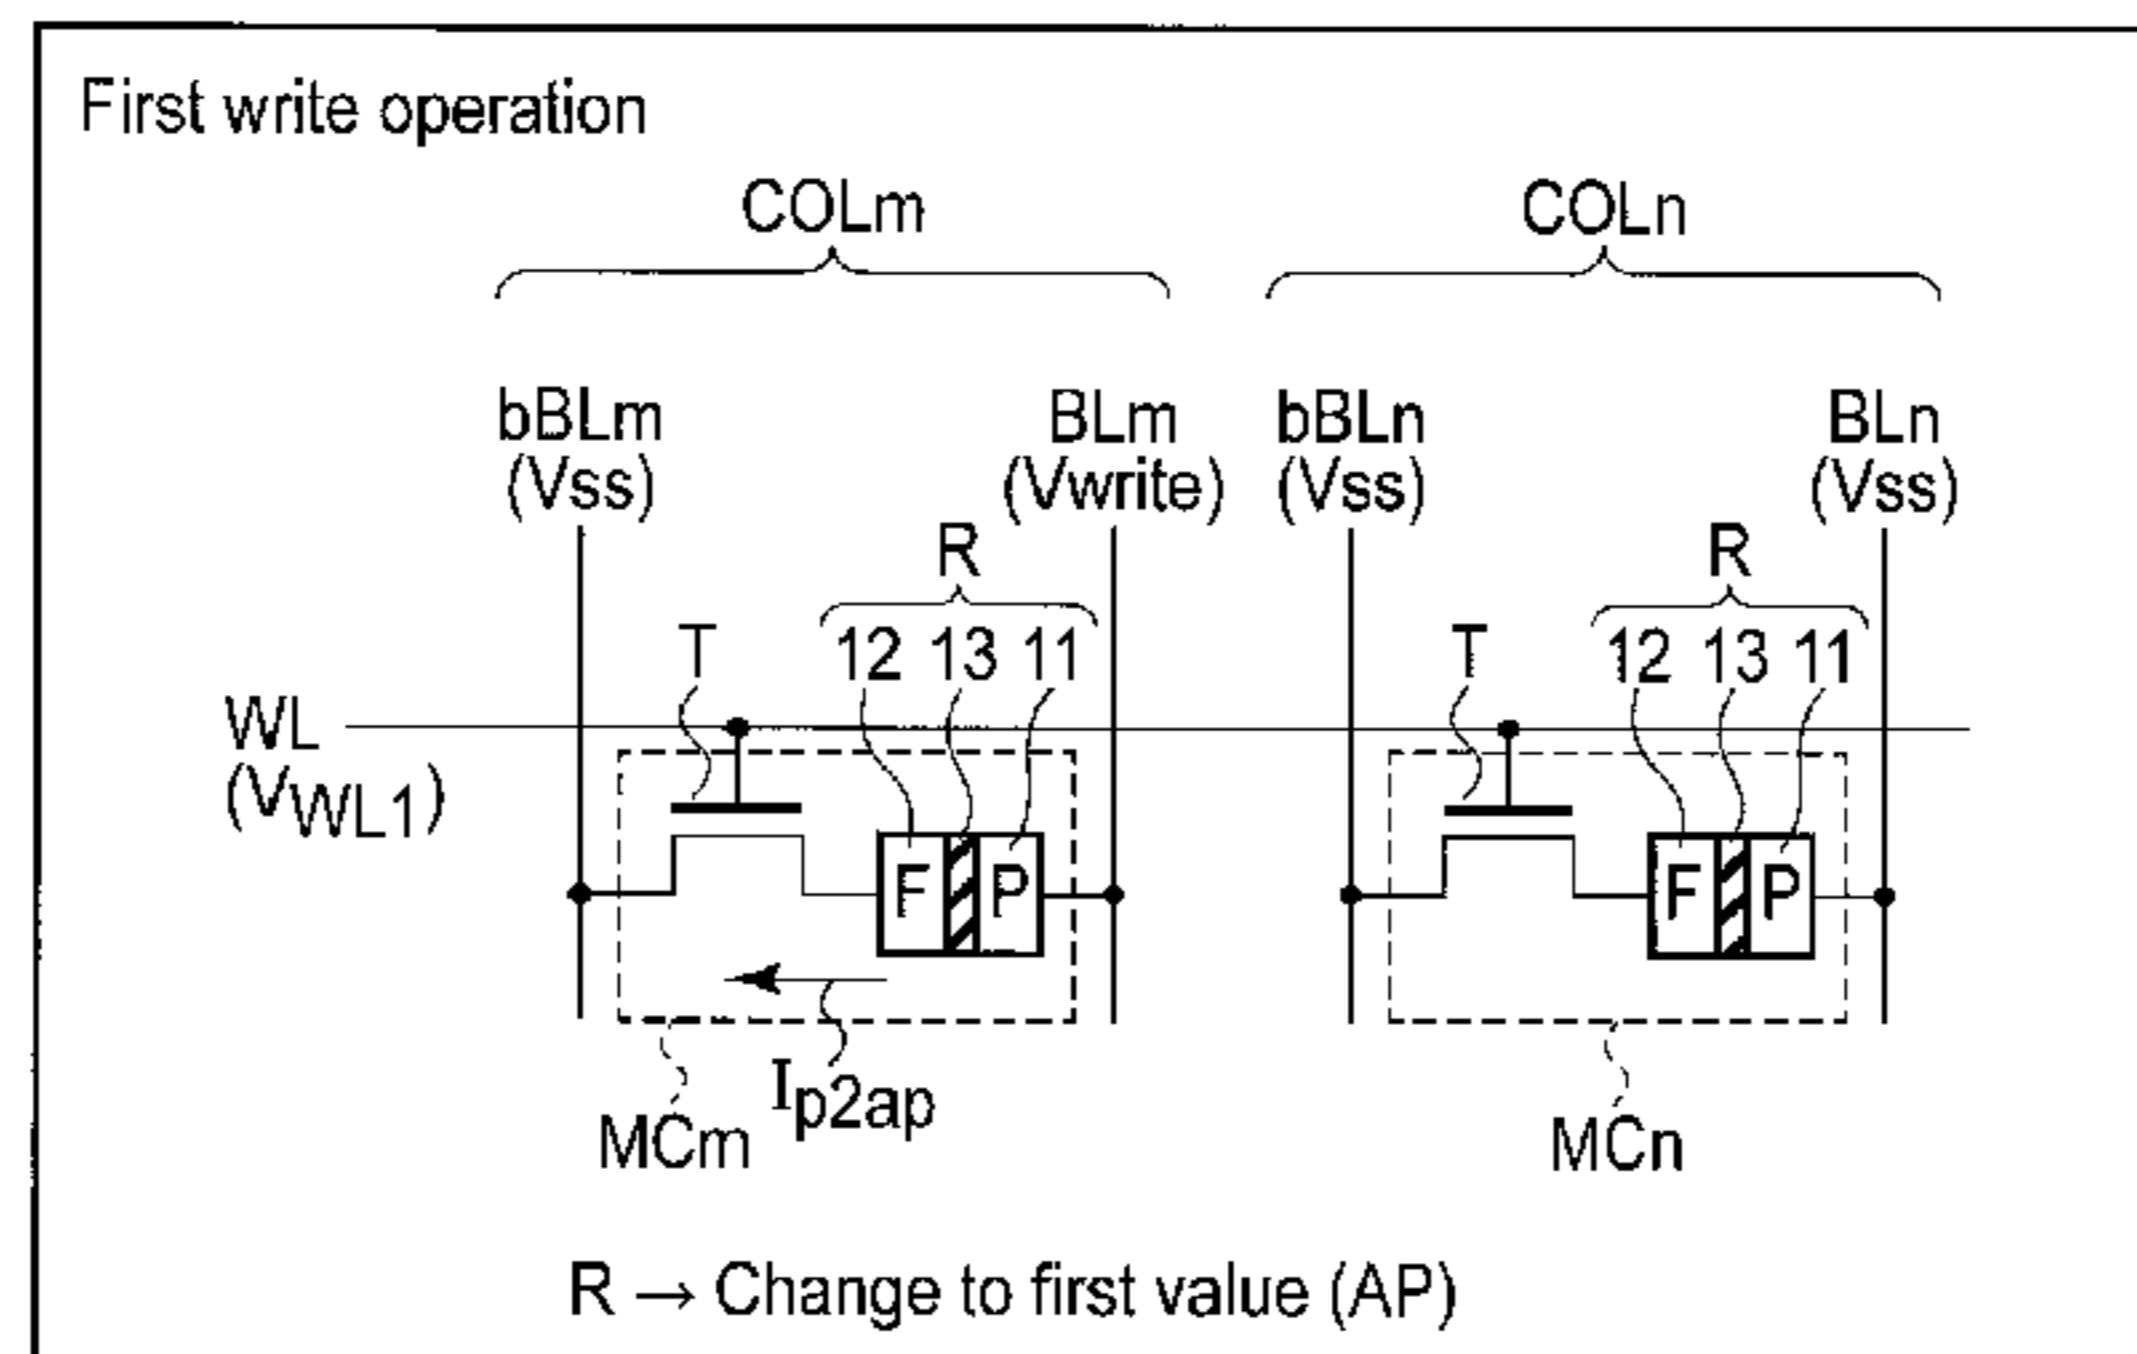 First write operation
COLm COLn
bBLm BLm bBLn BLn
(Vss) (Vwrite) (Vss) (Vss)
R R
T 12 13 11 T 12 13 11
WL
(VWL1)
F P F P
Ip2ap
MCm MCn
R → Change to first value (AP)